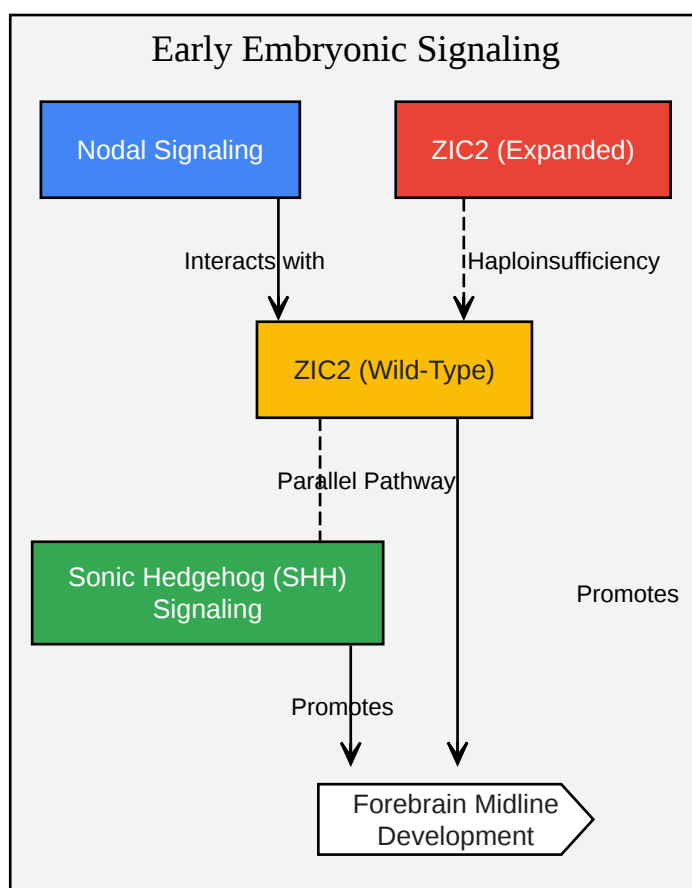 Early Embryonic Signaling
Nodal Signaling
ZIC2 (Expanded)
Interacts with
Haploinsufficiency
ZIC2 (Wild-Type)
Parallel Pathway
Sonic Hedgehog (SHH)
Signaling
Promotes
Promotes
Forebrain Midline
Development